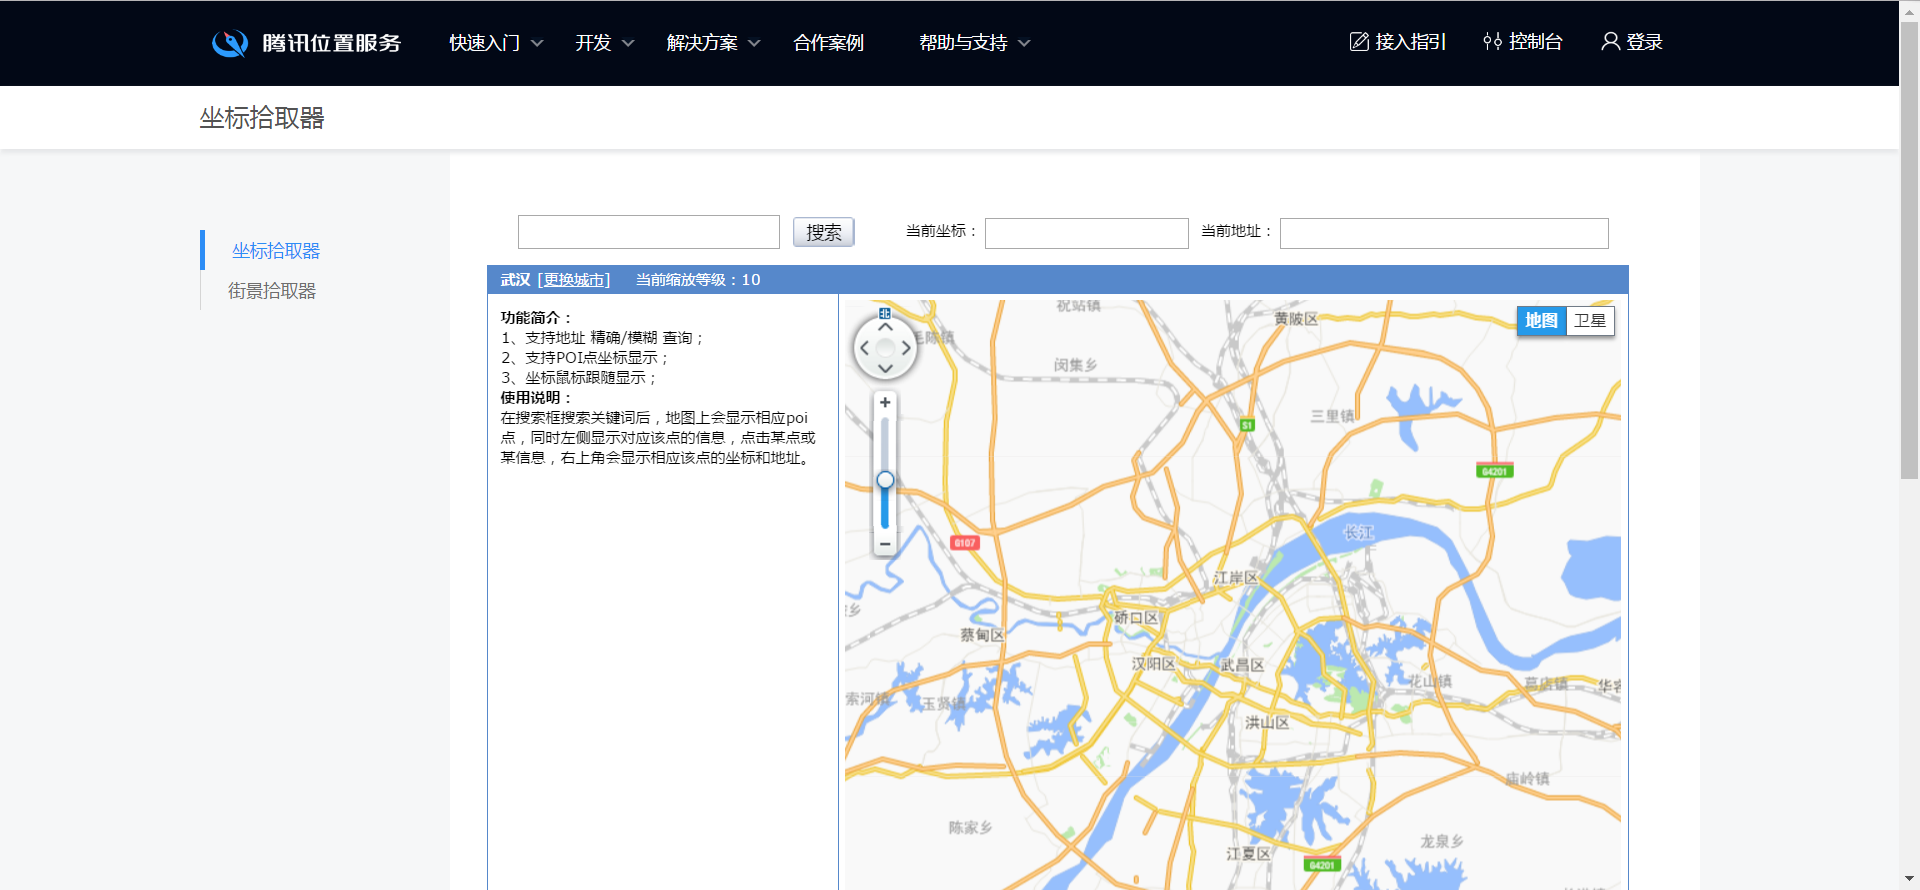 腾讯位置服务 快速入门 开发 解决方案 合作案例 帮助与支持 接入指引 控制台 登录
坐标拾取器
坐标拾取器
街景拾取器
搜索 当前坐标： 当前地址：
武汉 [更换城市] 当前缩放等级：10
功能简介：
1、支持地址 精确/模糊 查询；
2、支持POI点坐标显示；
3、坐标鼠标跟随显示；
使用说明：
在搜索框搜索关键词后，地图上会显示相应poi
点，同时左侧显示对应该点的信息，点击某点或
某信息，右上角会显示相应该点的坐标和地址。
北
地图 卫星
祝站镇
黄陂区
毛陈镇
闵集乡
三里镇
S1
G4201
长江
G107
江岸区
硚口区
蔡甸区
汉阳区
武昌区
花山镇
葛店镇
索河镇
玉贤镇
洪山区
庙岭镇
陈家乡
龙泉乡
江夏区
G4201